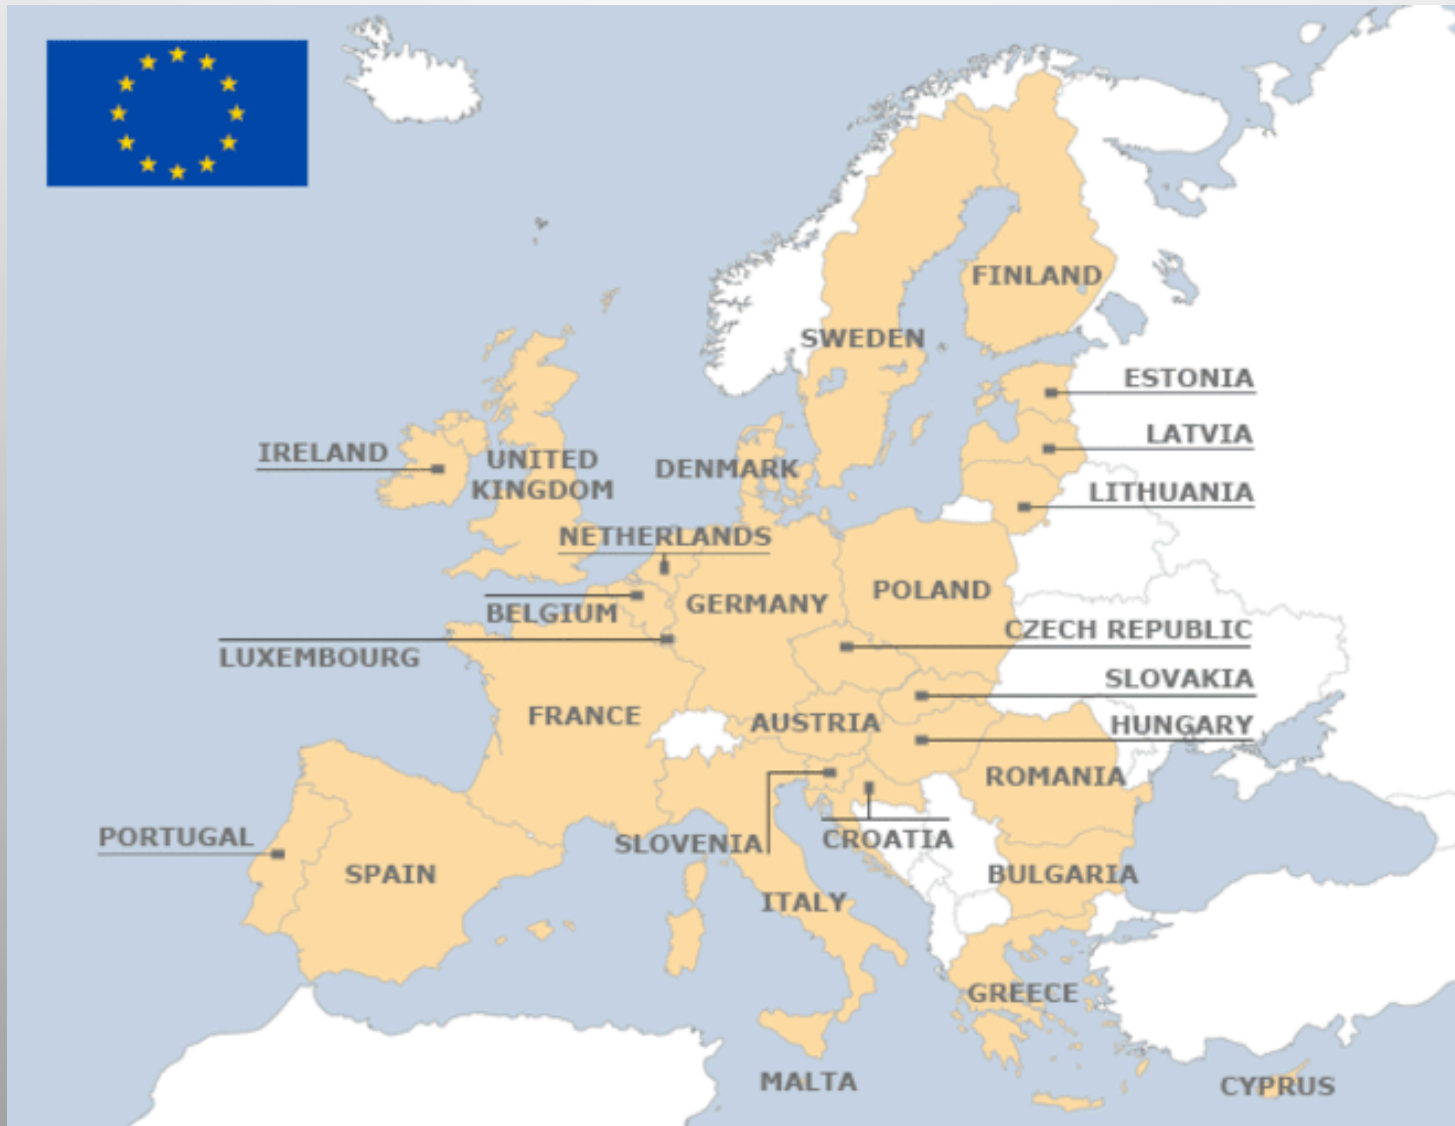 FINLAND
SWEDEN
ESTONIA
LATVIA
IRELAND
UNITED
KINGDOM
DENMARK
LITHUANIA
NETHERLANDS
POLAND
GERMANY
BELGIUM
CZECH REPUBLIC
LUXEMBOURG
SLOVAKIA
FRANCE
AUSTRIA
HUNGARY
ROMANIA
PORTUGAL
SLOVENIA
CROATIA
SPAIN
BULGARIA
ITALY
GREECE
MALTA
CYPRUS